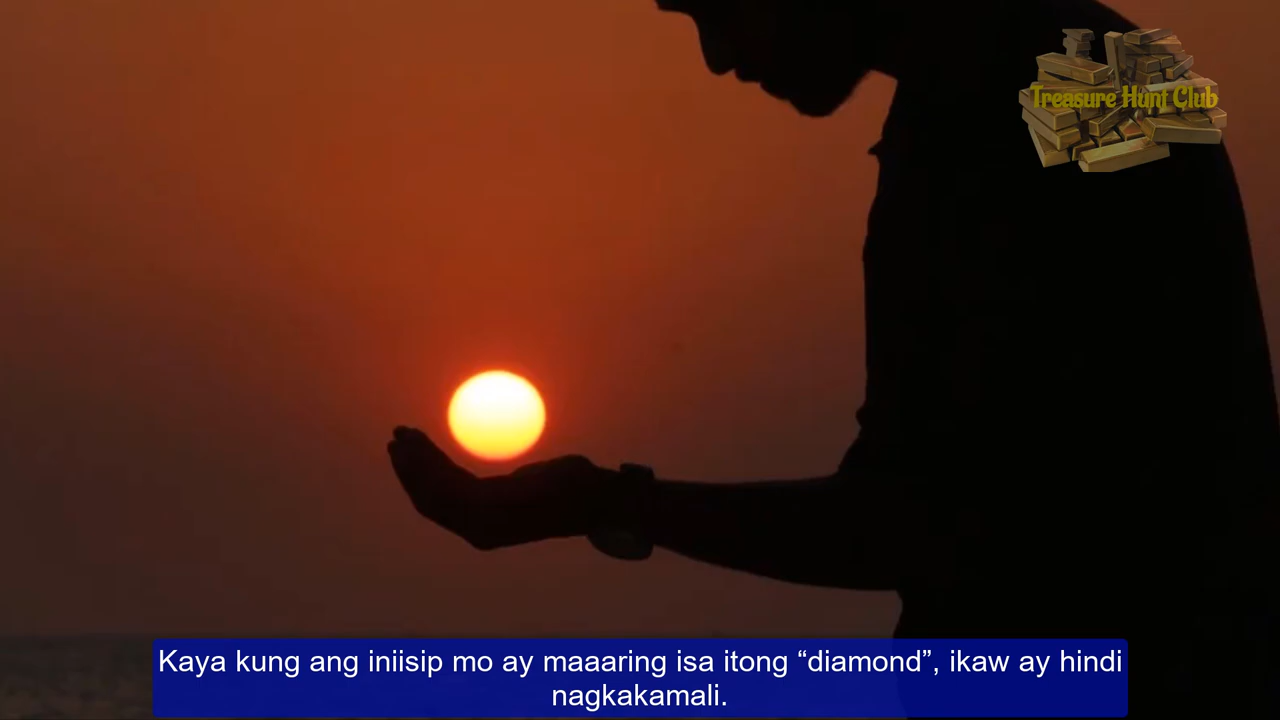 Treasure Hunt Club
Kaya kung ang iniisip mo ay maaaring isa itong “diamond”, ikaw ay hindi
nagkakamali.